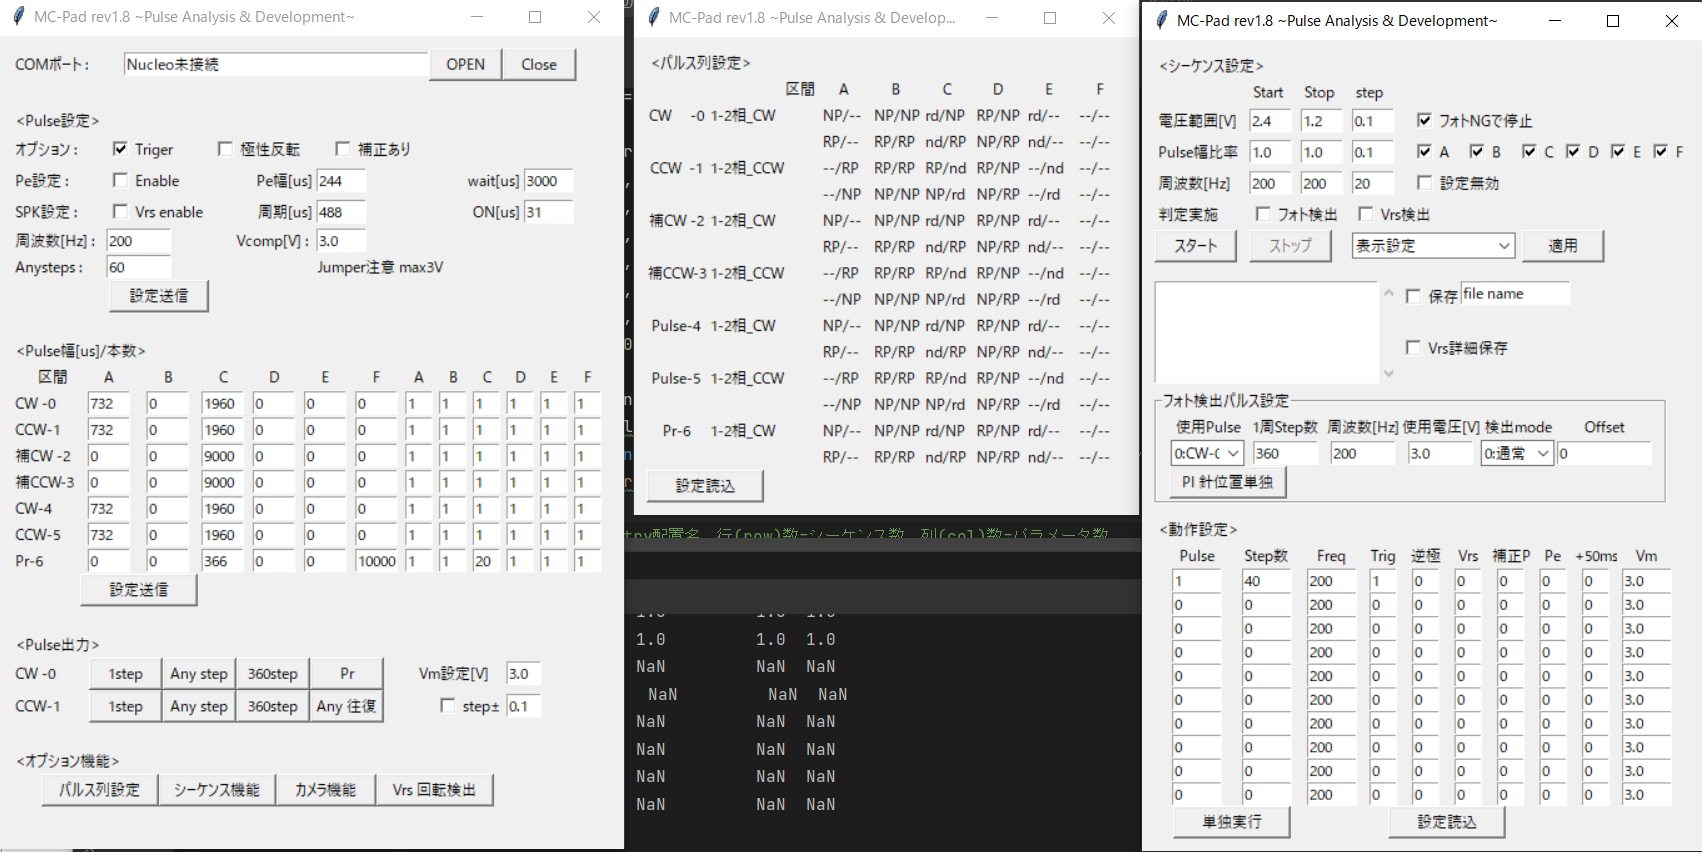 MC-Pad rev1.8 ~Pulse Analysis & Development~
COMポート: Nucleo未接続 OPEN Close
<Pulse設定>
オプション: Triger 極性反転 補正あり
Pe設定: Enable Pe幅[us] 244 wait[us] 3000
SPK設定: Vrs enable 周期[us] 488 ON[us] 31
周波数[Hz]: 200 Vcomp[V]: 3.0
Anysteps: 60 Jumper注意 max3V
設定送信
<Pulse幅[us]/本数>
区間 A B C D E F A B C D E F
CW -0 732 0 1960 0 0 0 1 1 1 1 1 1
CCW-1 732 0 1960 0 0 0 1 1 1 1 1 1
補CW -2 0 0 9000 0 0 0 1 1 1 1 1 1
補CCW-3 0 0 9000 0 0 0 1 1 1 1 1 1
CW-4 732 0 1960 0 0 0 1 1 1 1 1 1
CCW-5 732 0 1960 0 0 0 1 1 1 1 1 1
Pr-6 0 0 366 0 0 10000 1 1 20 1 1 1
設定送信
<Pulse出力>
CW -0 1step Any step 360step Pr Vm設定[V] 3.0
CCW-1 1step Any step 360step Any 往復 step± 0.1
<オプション機能>
パルス列設定 シーケンス機能 カメラ機能 Vrs 回転検出
MC-Pad rev1.8 ~Pulse Analysis & Develop...
<パルス列設定>
区間 A B C D E F
CW -0 1-2相_CW NP/-- NP/NP rd/NP RP/NP rd/-- --/--
RP/-- RP/RP nd/RP NP/RP nd/-- --/--
CCW -1 1-2相_CCW --/RP RP/RP RP/nd RP/NP --/nd --/--
--/NP NP/NP NP/rd NP/RP --/rd --/--
補CW -2 1-2相_CW NP/-- NP/NP rd/NP RP/NP rd/-- --/--
RP/-- RP/RP nd/RP NP/RP nd/-- --/--
補CCW-3 1-2相_CCW --/RP RP/RP RP/nd RP/NP --/nd --/--
--/NP NP/NP NP/rd NP/RP --/rd --/--
Pulse-4 1-2相_CW NP/-- NP/NP rd/NP RP/NP rd/-- --/--
RP/-- RP/RP nd/RP NP/RP nd/-- --/--
Pulse-5 1-2相_CCW --/RP RP/RP RP/nd RP/NP --/nd --/--
--/NP NP/NP NP/rd NP/RP --/rd --/--
Pr-6 1-2相_CW NP/-- NP/NP rd/NP RP/NP rd/-- --/--
RP/-- RP/RP nd/RP NP/RP nd/-- --/--
設定読込
try配置名 行(row)数=シーケンス数 列(col)数=パラメータ数
1.0 1.0 1.0
1.0 1.0 1.0
NaN NaN NaN
NaN NaN NaN
NaN NaN NaN
NaN NaN NaN
NaN NaN NaN
NaN NaN NaN
MC-Pad rev1.8 ~Pulse Analysis & Development~
<シーケンス設定>
Start Stop step
電圧範囲[V] 2.4 1.2 0.1 フォトNGで停止
Pulse幅比率 1.0 1.0 0.1 A B C D E F
周波数[Hz] 200 200 20 設定無効
判定実施 フォト検出 Vrs検出
スタート ストップ 表示設定 適用
保存 file name
Vrs詳細保存
フォト検出パルス設定
使用Pulse 1周Step数 周波数[Hz] 使用電圧[V] 検出mode Offset
0:CW-( 360 200 3.0 0:通常 0
PI 針位置単独
<動作設定>
Pulse Step数 Freq Trig 逆極 Vrs 補正P Pe +50ms Vm
1 40 200 1 0 0 0 0 0 3.0
0 0 200 0 0 0 0 0 0 3.0
0 0 200 0 0 0 0 0 0 3.0
0 0 200 0 0 0 0 0 0 3.0
0 0 200 0 0 0 0 0 0 3.0
0 0 200 0 0 0 0 0 0 3.0
0 0 200 0 0 0 0 0 0 3.0
0 0 200 0 0 0 0 0 0 3.0
0 0 200 0 0 0 0 0 0 3.0
0 0 200 0 0 0 0 0 0 3.0
単独実行 設定読込